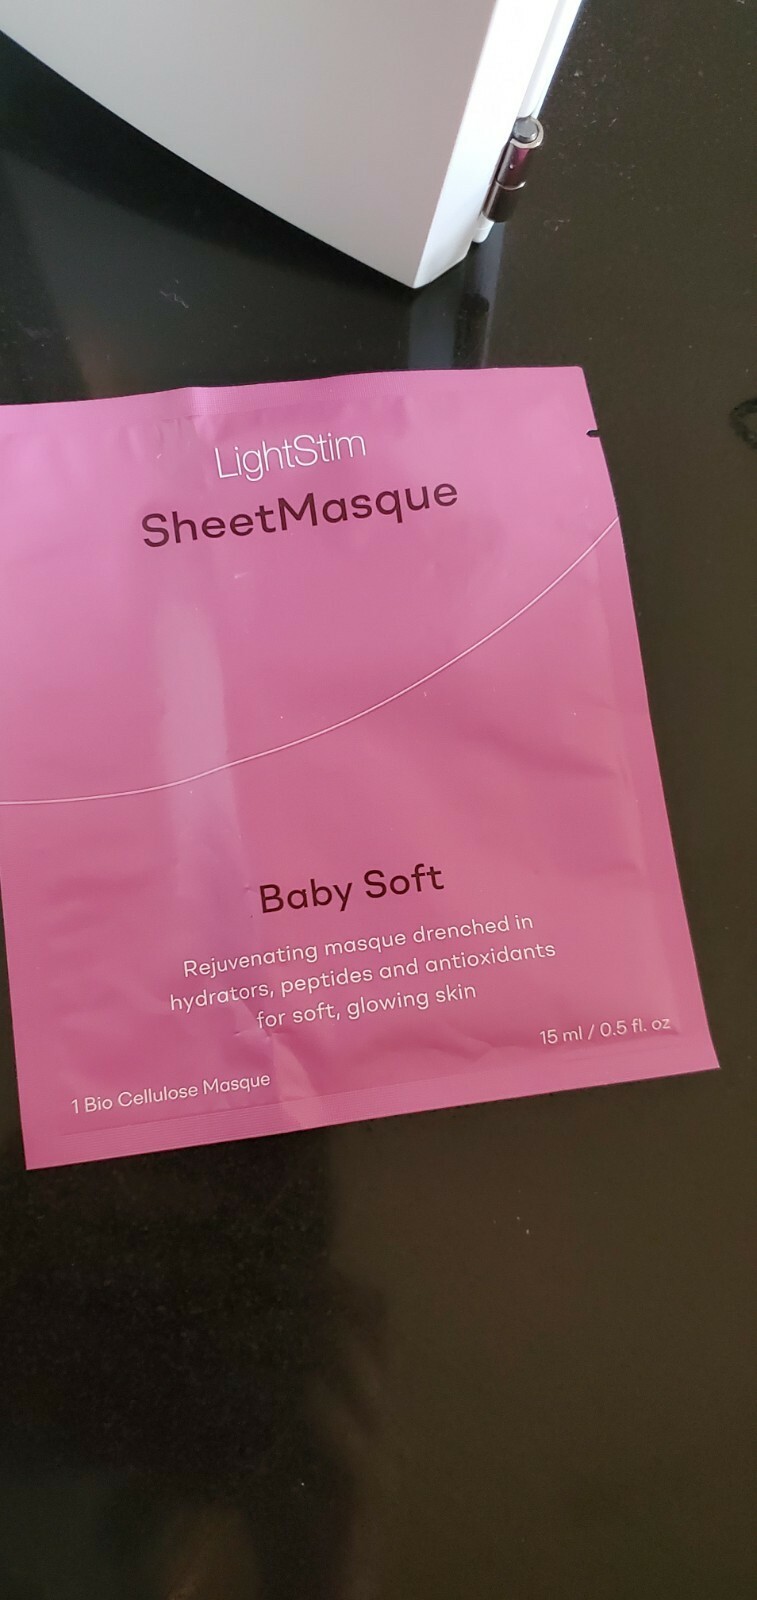 LightStim
SheetMasque
Baby Soft
Rejuvenating masque drenched in
hydrators, peptides and antioxidants
for soft, glowing skin
15 ml / 0.5 fl. oz
1 Bio Cellulose Masque